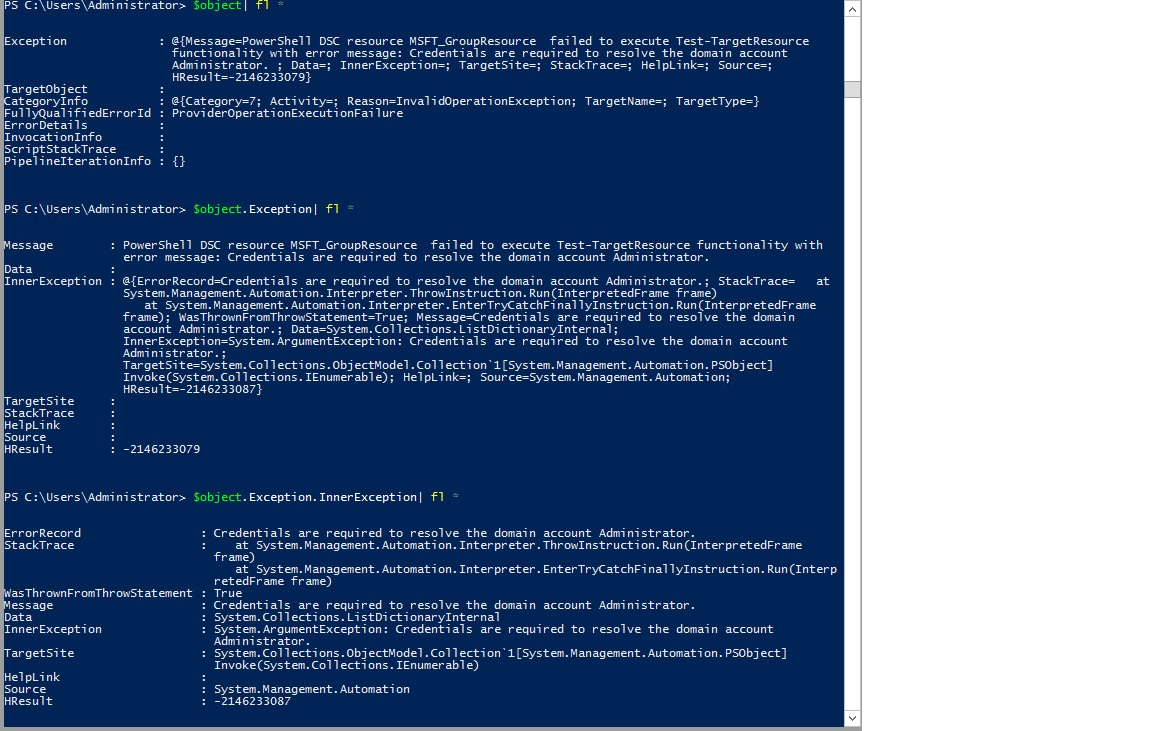 PS C:\Users\Administrator> $object| fl *
Exception : @{Message=PowerShell DSC resource MSFT_GroupResource  failed to execute Test-TargetResource
functionality with error message: Credentials are required to resolve the domain account
Administrator. ; Data=; InnerException=; TargetSite=; StackTrace=; HelpLink=; Source=;
HResult=-2146233079}
TargetObject :
CategoryInfo : @{Category=7; Activity=; Reason=InvalidOperationException; TargetName=; TargetType=}
FullyQualifiedErrorId : ProviderOperationExecutionFailure
ErrorDetails :
InvocationInfo :
ScriptStackTrace :
PipelineIterationInfo : {}
PS C:\Users\Administrator> $object.Exception| fl *
Message : PowerShell DSC resource MSFT_GroupResource  failed to execute Test-TargetResource functionality with
error message: Credentials are required to resolve the domain account Administrator.
Data :
InnerException : @{ErrorRecord=Credentials are required to resolve the domain account Administrator.; StackTrace=   at
System.Management.Automation.Interpreter.ThrowInstruction.Run(InterpretedFrame frame)
at System.Management.Automation.Interpreter.EnterTryCatchFinallyInstruction.Run(InterpretedFrame
frame); WasThrownFromThrowStatement=True; Message=Credentials are required to resolve the domain
account Administrator.; Data=System.Collections.ListDictionaryInternal;
InnerException=System.ArgumentException: Credentials are required to resolve the domain account
Administrator.;
TargetSite=System.Collections.ObjectModel.Collection`1[System.Management.Automation.PSObject]
Invoke(System.Collections.IEnumerable); HelpLink=; Source=System.Management.Automation;
HResult=-2146233087}
TargetSite :
StackTrace :
HelpLink :
Source :
HResult : -2146233079
PS C:\Users\Administrator> $object.Exception.InnerException| fl *
ErrorRecord : Credentials are required to resolve the domain account Administrator.
StackTrace :    at System.Management.Automation.Interpreter.ThrowInstruction.Run(InterpretedFrame
frame)
at System.Management.Automation.Interpreter.EnterTryCatchFinallyInstruction.Run(Interp
retedFrame frame)
WasThrownFromThrowStatement : True
Message : Credentials are required to resolve the domain account Administrator.
Data : System.Collections.ListDictionaryInternal
InnerException : System.ArgumentException: Credentials are required to resolve the domain account
Administrator.
TargetSite : System.Collections.ObjectModel.Collection`1[System.Management.Automation.PSObject]
Invoke(System.Collections.IEnumerable)
HelpLink :
Source : System.Management.Automation
HResult : -2146233087